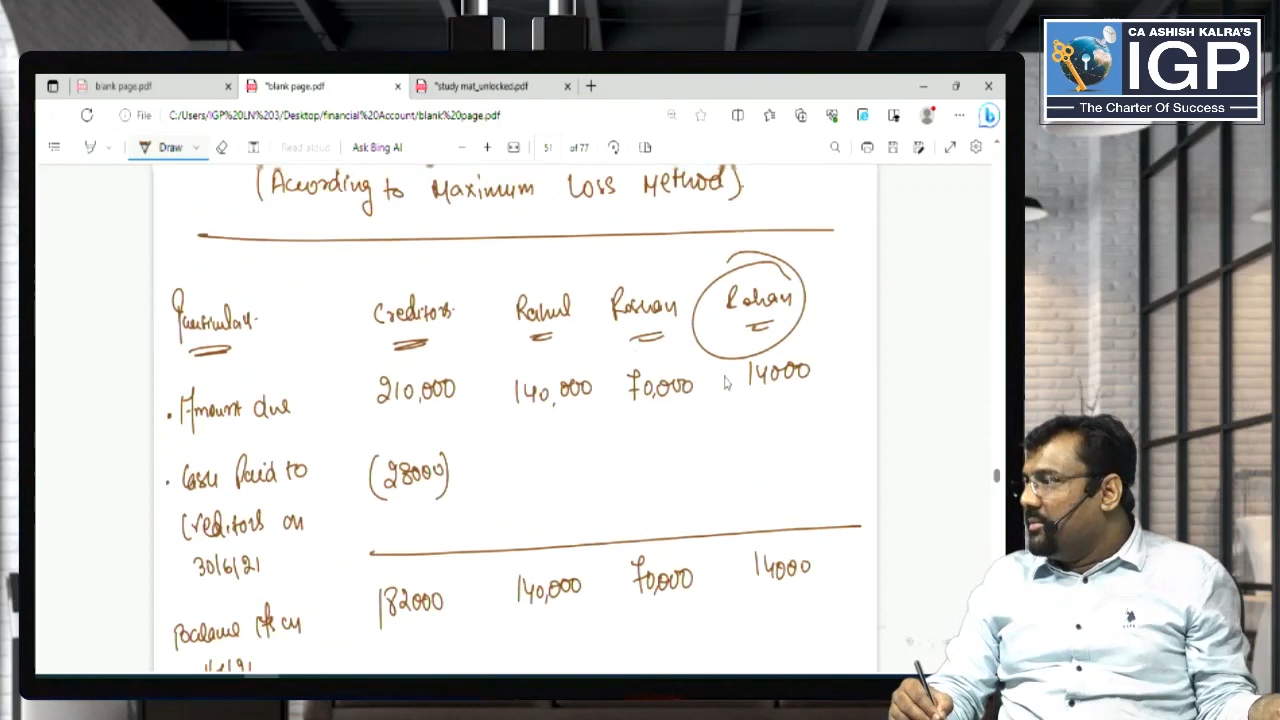 CA ASHISH KALRA'S
IGP
The Charter Of Success
blank page.pdf
*blank page.pdf
*study mat_unlocked.pdf
File
C:/Users/IGP%20LN%203/Desktop/financial%20Account/blank%20page.pdf
Draw
Read aloud
Ask Bing AI
51 of 77
(According to Maximum Loss Method).
Particulars Creditors Rahul Roshan Rohan
. Amount due 210,000 140,000 70,000 14000
. Cash Paid to (28000)
Creditors on
30/6/21
182000 140,000 70,000 14000
Balance